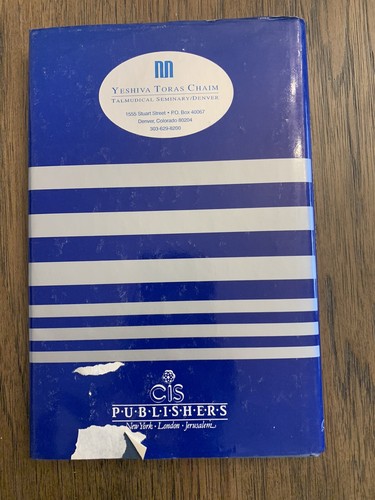 YESHIVA TORAS CHAIM
TALMUDICAL SEMINARY/DENVER
1555 Stuart Street • P.O. Box 40067
Denver, Colorado 80204
303-629-8200
CIS
P·U·B·L·I·S·H·E·R·S
New York · London · Jerusalem